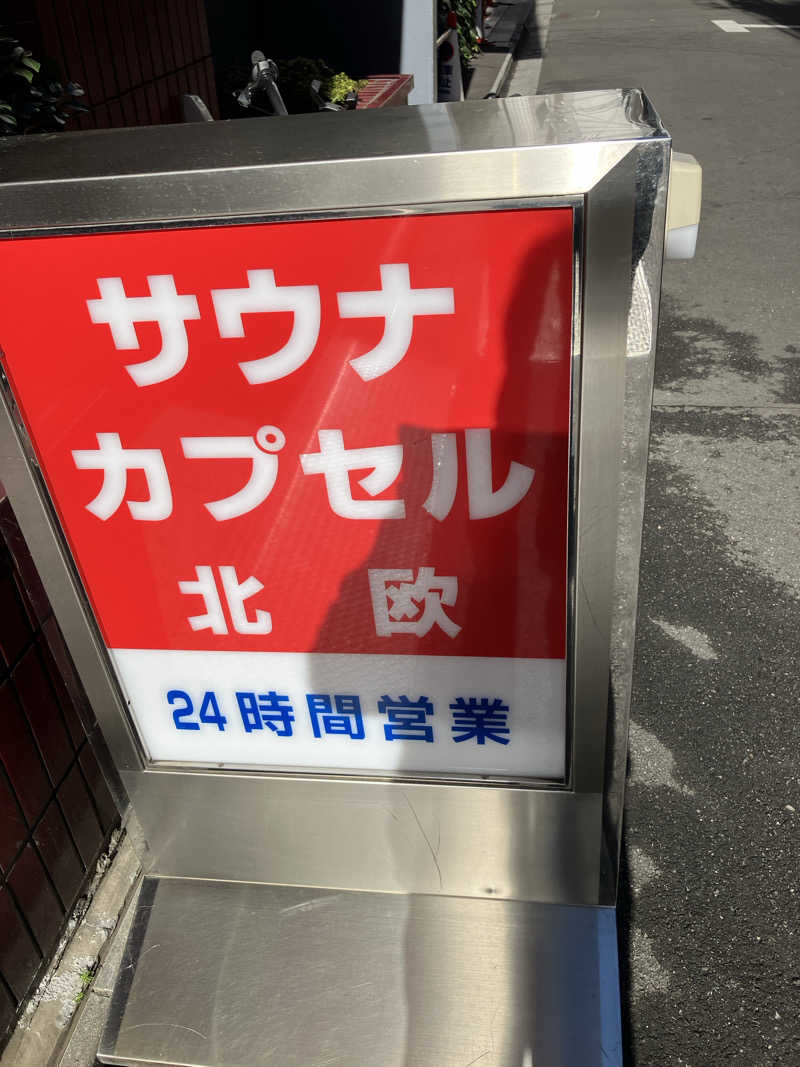 サウナ
カプセル
北 欧
24時間営業